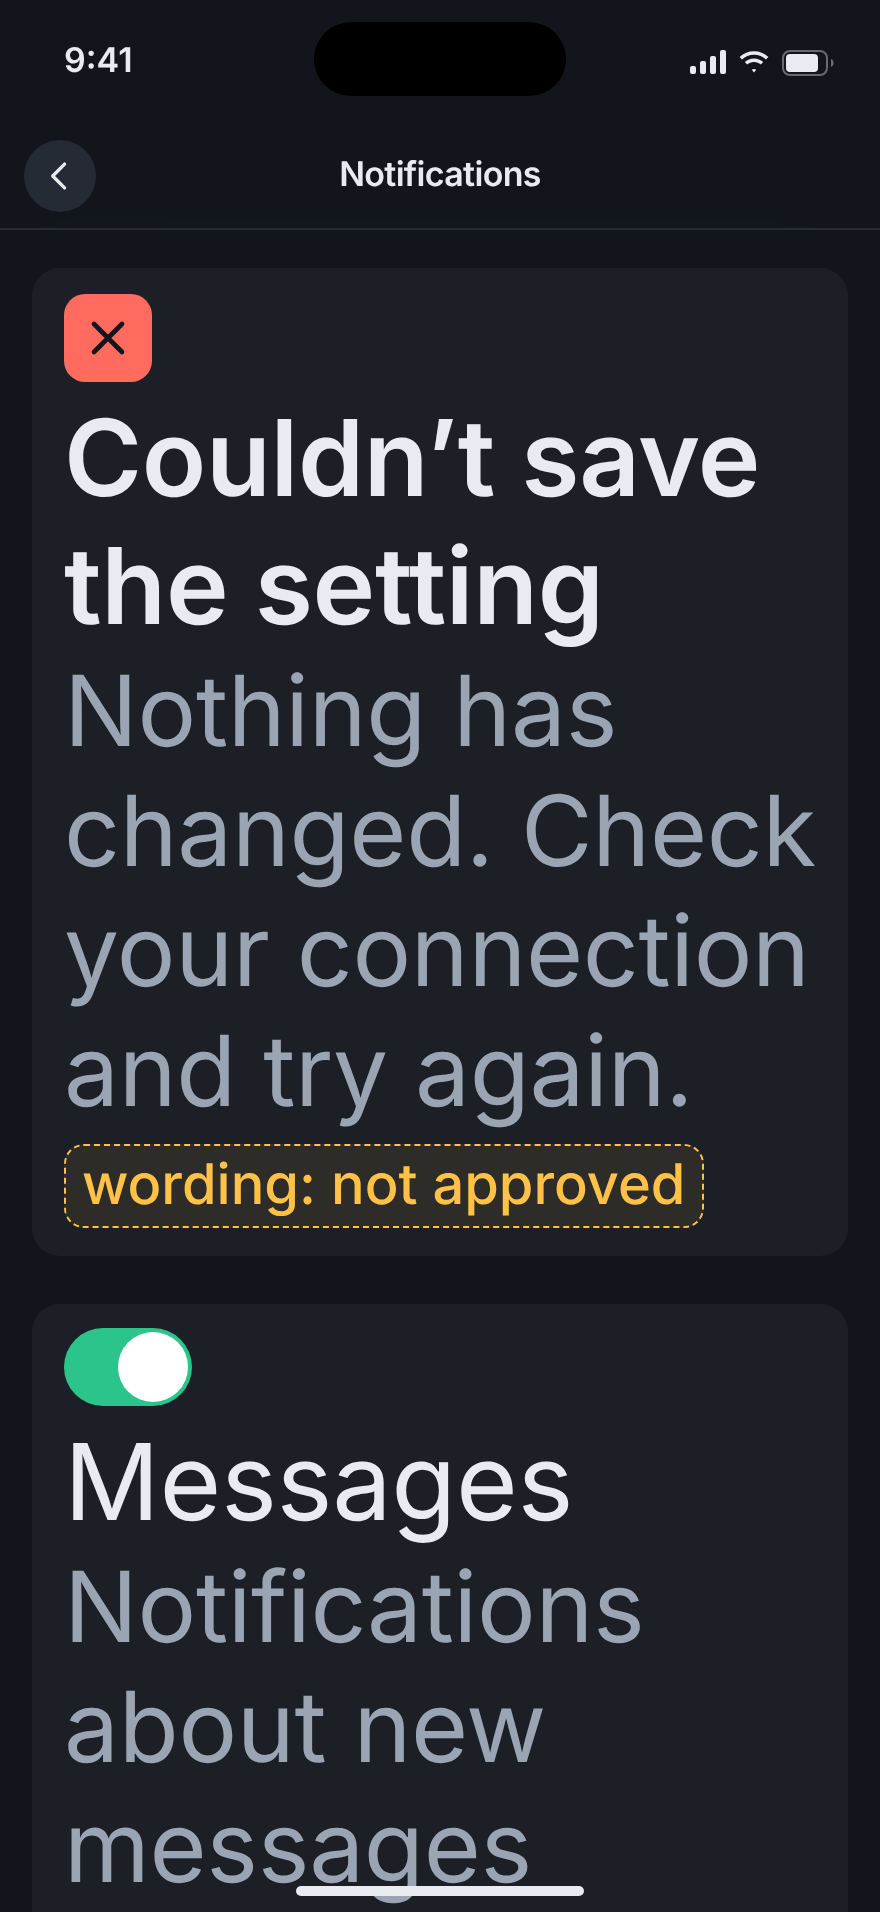 9:41
Notifications
Couldn’t save
the setting
Nothing has
changed. Check
your connection
and try again.
wording: not approved
Messages
Notifications
about new
messages